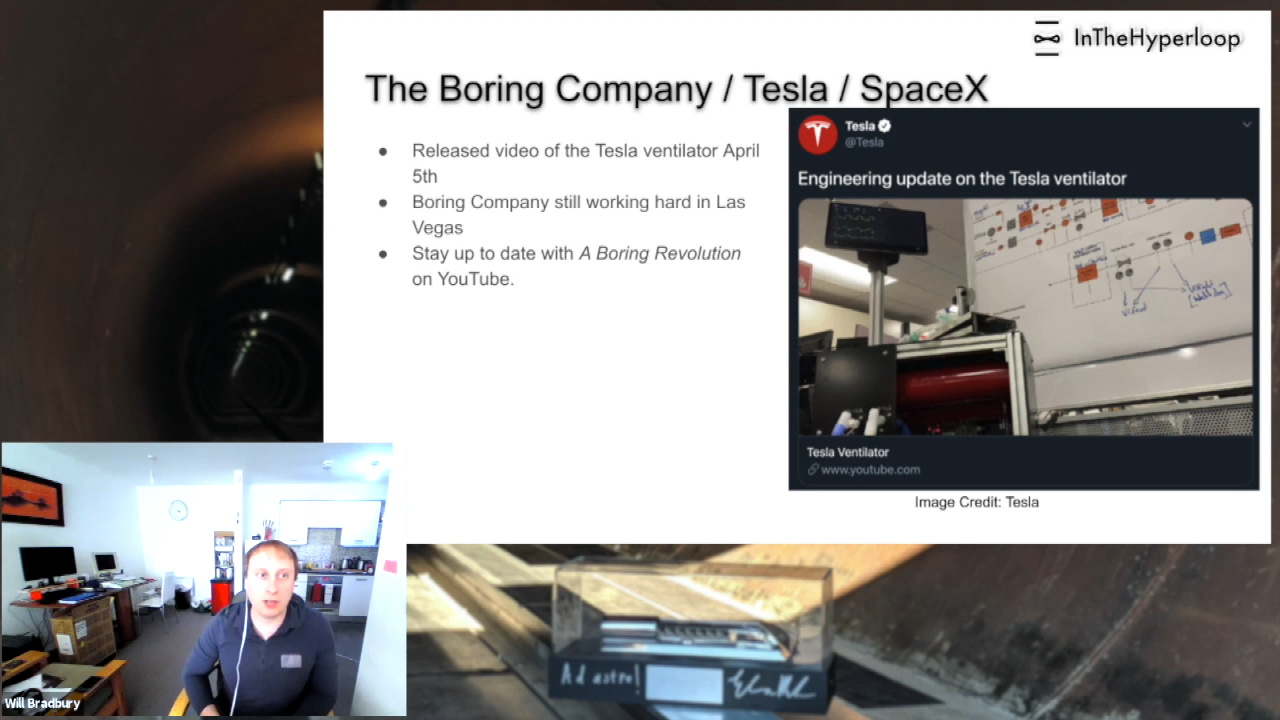 InTheHyperloop
The Boring Company / Tesla / SpaceX
● Released video of the Tesla ventilator April
5th
● Boring Company still working hard in Las
Vegas
● Stay up to date with A Boring Revolution
on YouTube.
Tesla
@Tesla
Engineering update on the Tesla ventilator
Tesla Ventilator
www.youtube.com
Image Credit: Tesla
Ad astra!
Will Bradbury